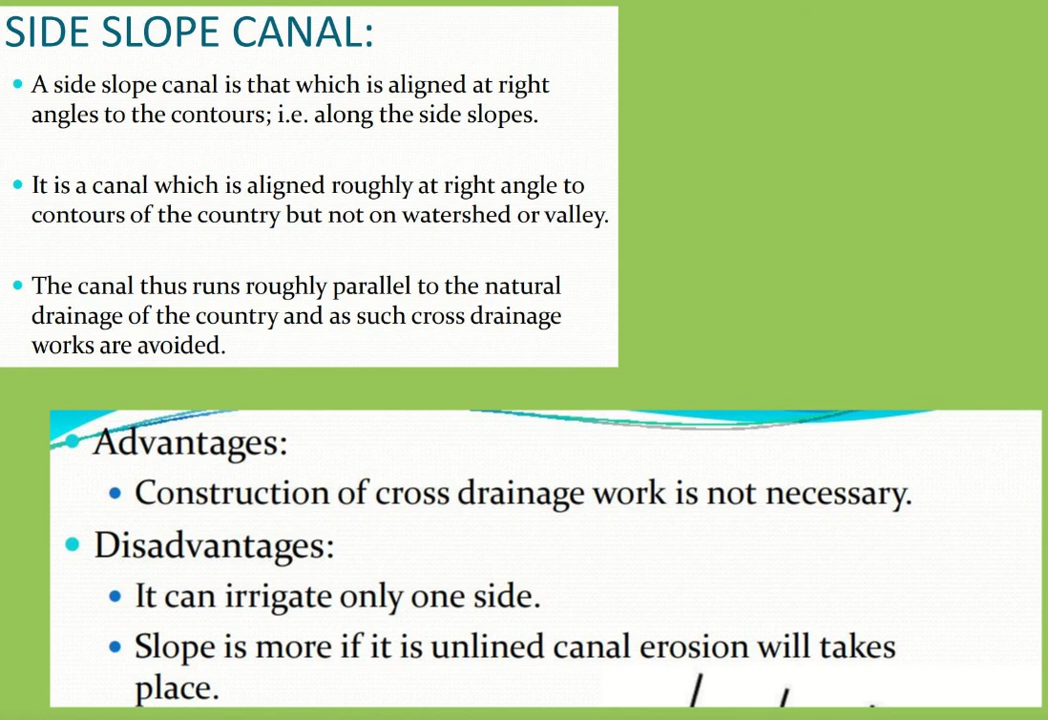 SIDE SLOPE CANAL:
• A side slope canal is that which is aligned at right
angles to the contours; i.e. along the side slopes.
• It is a canal which is aligned roughly at right angle to
contours of the country but not on watershed or valley.
• The canal thus runs roughly parallel to the natural
drainage of the country and as such cross drainage
works are avoided.
• Advantages:
• Construction of cross drainage work is not necessary.
• Disadvantages:
• It can irrigate only one side.
• Slope is more if it is unlined canal erosion will takes
place.